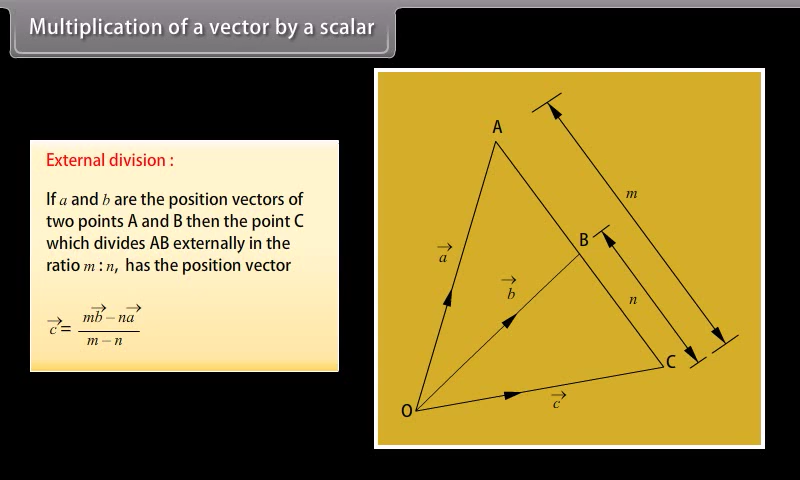 Multiplication of a vector by a scalar
External division :
If a and b are the position vectors of
two points A and B then the point C
which divides AB externally in the
ratio m : n, has the position vector
c⃗ = (mb⃗ – na⃗) / (m – n)
A
m
B
a⃗
b⃗
n
C
O
c⃗